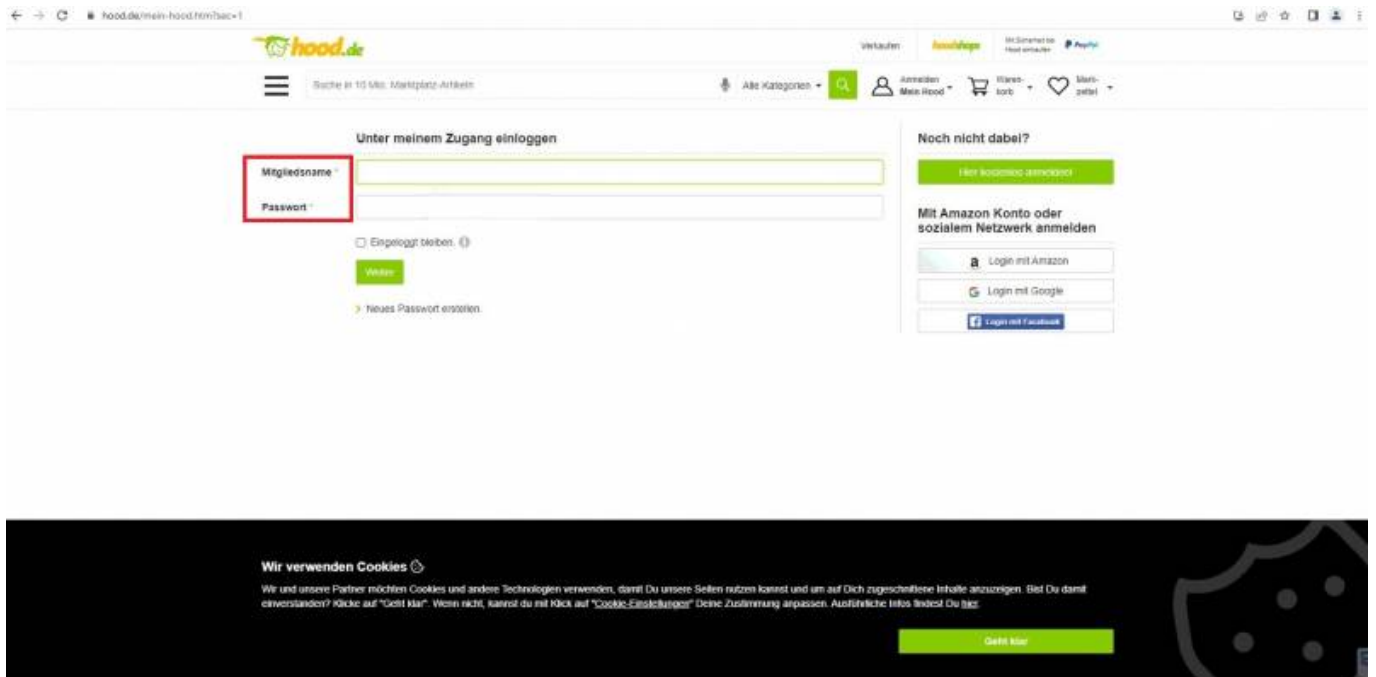 hood.de/mein-hood.htm?sec=1
hood.de
Verkaufen
hoodshops
Mit Sicherheit bei
Hood einkaufen
PayPal
Suche in 10 Mio. Marktplatz-Artikeln
Alle Kategorien
Anmelden
Mein Hood
Waren-
korb
Merk-
zettel
Unter meinem Zugang einloggen
Noch nicht dabei?
Mitgliedsname *
Hier kostenlos anmelden!
Passwort *
Mit Amazon Konto oder
sozialem Netzwerk anmelden
Eingeloggt bleiben.
Login mit Amazon
Weiter
Login mit Google
Neues Passwort erstellen.
Login mit Facebook
Wir verwenden Cookies
Wir und unsere Partner möchten Cookies und andere Technologien verwenden, damit Du unsere Seiten nutzen kannst und um auf Dich zugeschnittene Inhalte anzuzeigen. Bist Du damit
einverstanden? Klicke auf "Geht klar". Wenn nicht, kannst du mit Klick auf "Cookie-Einstellungen" Deine Zustimmung anpassen. Ausführliche Infos findest Du hier.
Geht klar